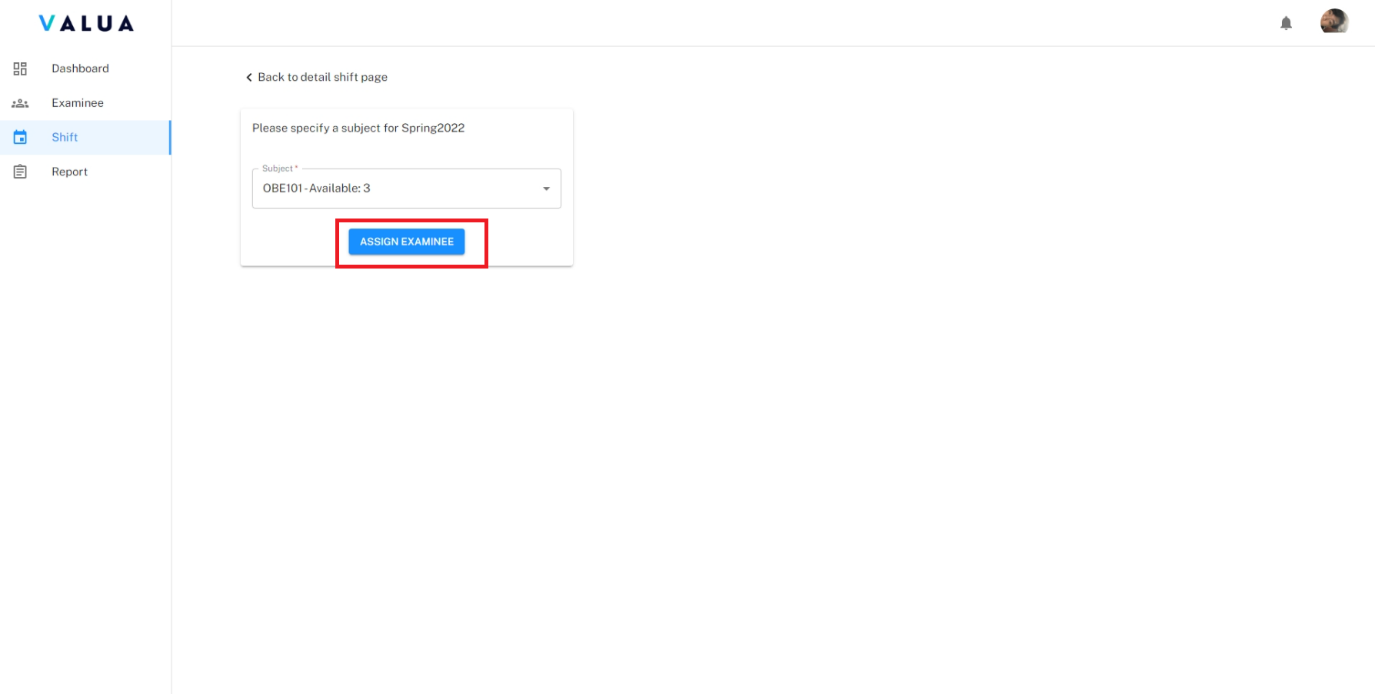 VALUA
Dashboard
Examinee
Shift
Report
Back to detail shift page
Please specify a subject for Spring2022
Subject *
OBE101 - Available: 3
ASSIGN EXAMINEE